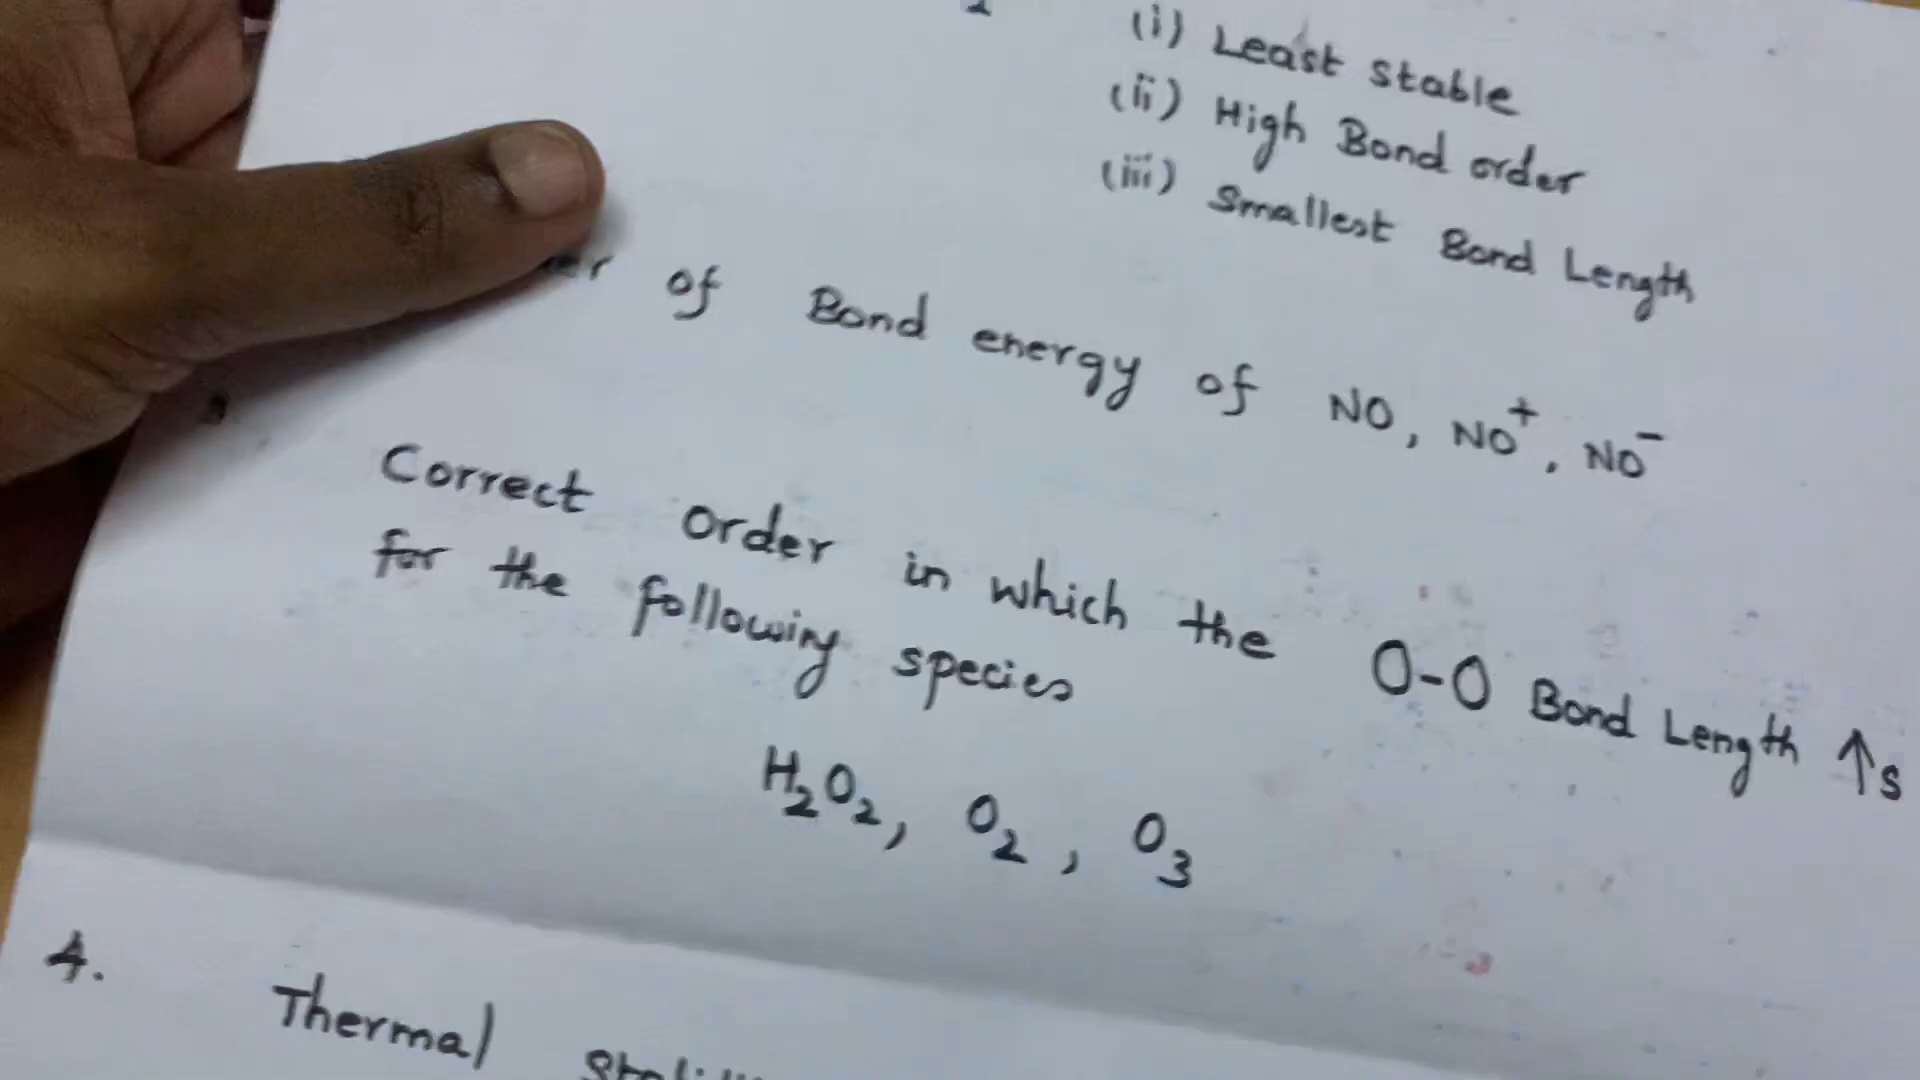 (i) Least stable
(ii) High Bond order
(iii) Smallest Bond Length
of Bond energy of NO, NO⁺, NO⁻
Correct order in which the O-O Bond Length ↑s
for the following species
H₂O₂, O₂, O₃
4. Thermal